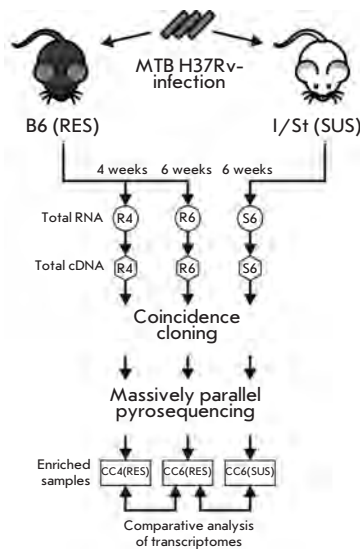 MTB H37Rv-
infection
B6 (RES)
I/St (SUS)
4 weeks 6 weeks 6 weeks
Total RNA R4 R6 S6
Total cDNA R4 R6 S6
Coincidence
cloning
Massively parallel
pyrosequencing
Enriched
samples
CC4(RES) CC6(RES) CC6(SUS)
Comparative analysis
of transcriptomes